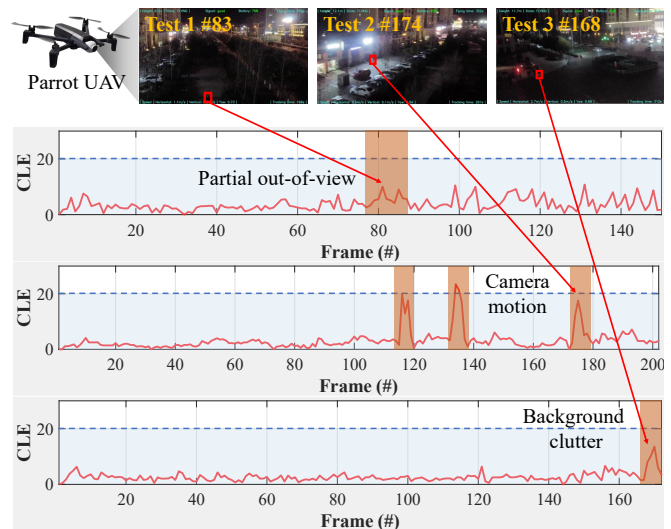 Test 1 #83
Test 2 #174
Test 3 #168
Parrot UAV
CLE
20
0
Partial out-of-view
20
40
60
80
100
120
140
Frame (#)
CLE
40
20
0
Camera
motion
20
40
60
80
100
120
140
160
180
200
Frame (#)
CLE
40
20
0
Background
clutter
20
40
60
80
100
120
140
160
Frame (#)